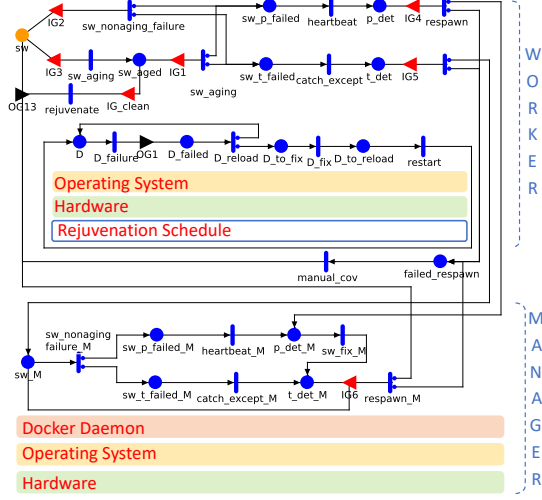 IG2
sw_nonaging_failure
sw_p_failed
heartbeat
p_det
IG4
respawn
sw
IG3
sw_aging
sw_aged
IG1
sw_aging
sw_t_failed
catch_except
t_det
IG5
OG13
rejuvenate
IG_clean
D
D_failure
OG1
D_failed
D_reload
D_to_fix
D_fix
D_to_reload
restart
Operating System
Hardware
Rejuvenation Schedule
manual_cov
failed_respawn
WORKER
sw_nonaging
failure_M
sw_p_failed_M
heartbeat_M
p_det_M
sw_fix_M
sw_M
sw_t_failed_M
catch_except_M
t_det_M
IG6
respawn_M
Docker Daemon
Operating System
Hardware
MANAGER